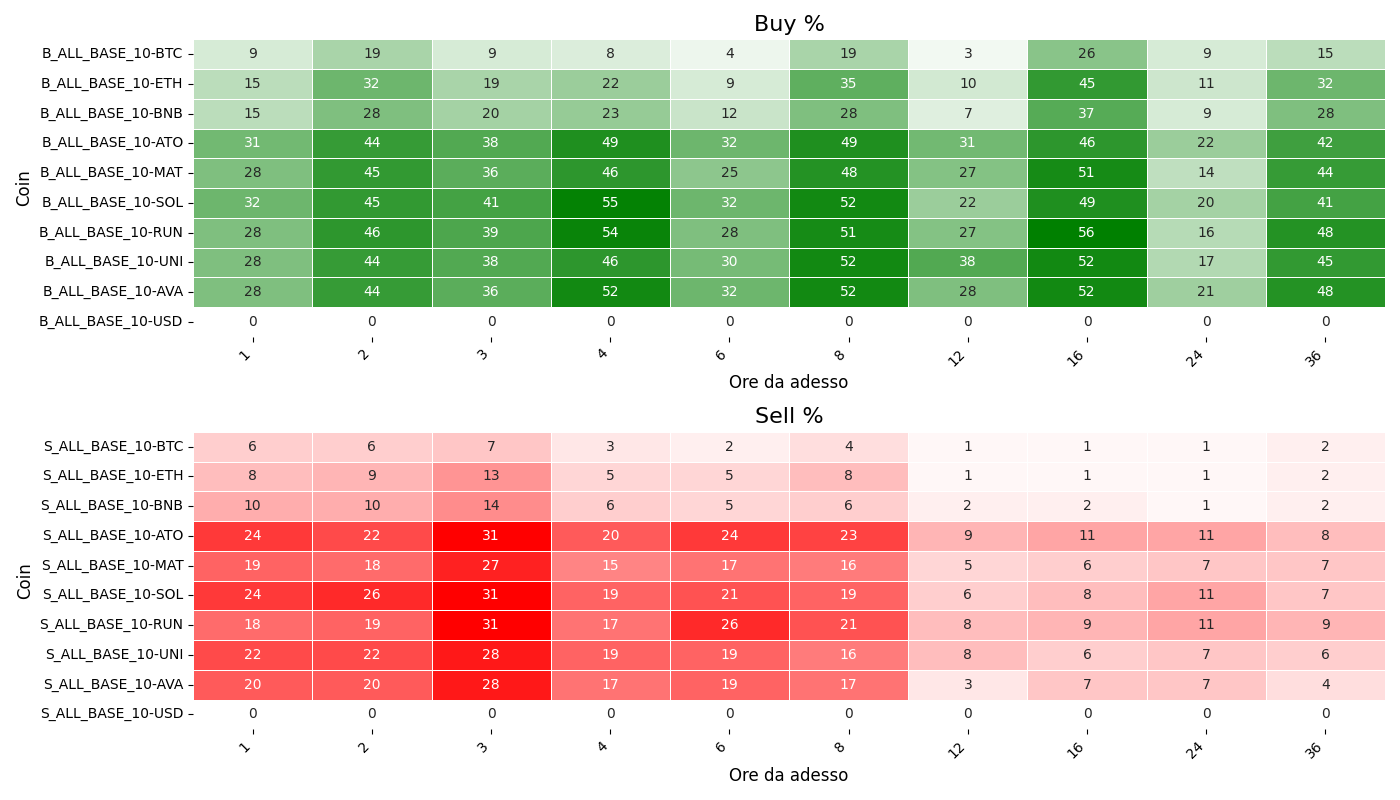 Buy %
Coin
B_ALL_BASE_10-BTC 9 19 9 8 4 19 3 26 9 15
B_ALL_BASE_10-ETH 15 32 19 22 9 35 10 45 11 32
B_ALL_BASE_10-BNB 15 28 20 23 12 28 7 37 9 28
B_ALL_BASE_10-ATO 31 44 38 49 32 49 31 46 22 42
B_ALL_BASE_10-MAT 28 45 36 46 25 48 27 51 14 44
B_ALL_BASE_10-SOL 32 45 41 55 32 52 22 49 20 41
B_ALL_BASE_10-RUN 28 46 39 54 28 51 27 56 16 48
B_ALL_BASE_10-UNI 28 44 38 46 30 52 38 52 17 45
B_ALL_BASE_10-AVA 28 44 36 52 32 52 28 52 21 48
B_ALL_BASE_10-USD 0 0 0 0 0 0 0 0 0 0
1 2 3 4 6 8 12 16 24 36
Ore da adesso
Sell %
Coin
S_ALL_BASE_10-BTC 6 6 7 3 2 4 1 1 1 2
S_ALL_BASE_10-ETH 8 9 13 5 5 8 1 1 1 2
S_ALL_BASE_10-BNB 10 10 14 6 5 6 2 2 1 2
S_ALL_BASE_10-ATO 24 22 31 20 24 23 9 11 11 8
S_ALL_BASE_10-MAT 19 18 27 15 17 16 5 6 7 7
S_ALL_BASE_10-SOL 24 26 31 19 21 19 6 8 11 7
S_ALL_BASE_10-RUN 18 19 31 17 26 21 8 9 11 9
S_ALL_BASE_10-UNI 22 22 28 19 19 16 8 6 7 6
S_ALL_BASE_10-AVA 20 20 28 17 19 17 3 7 7 4
S_ALL_BASE_10-USD 0 0 0 0 0 0 0 0 0 0
1 2 3 4 6 8 12 16 24 36
Ore da adesso